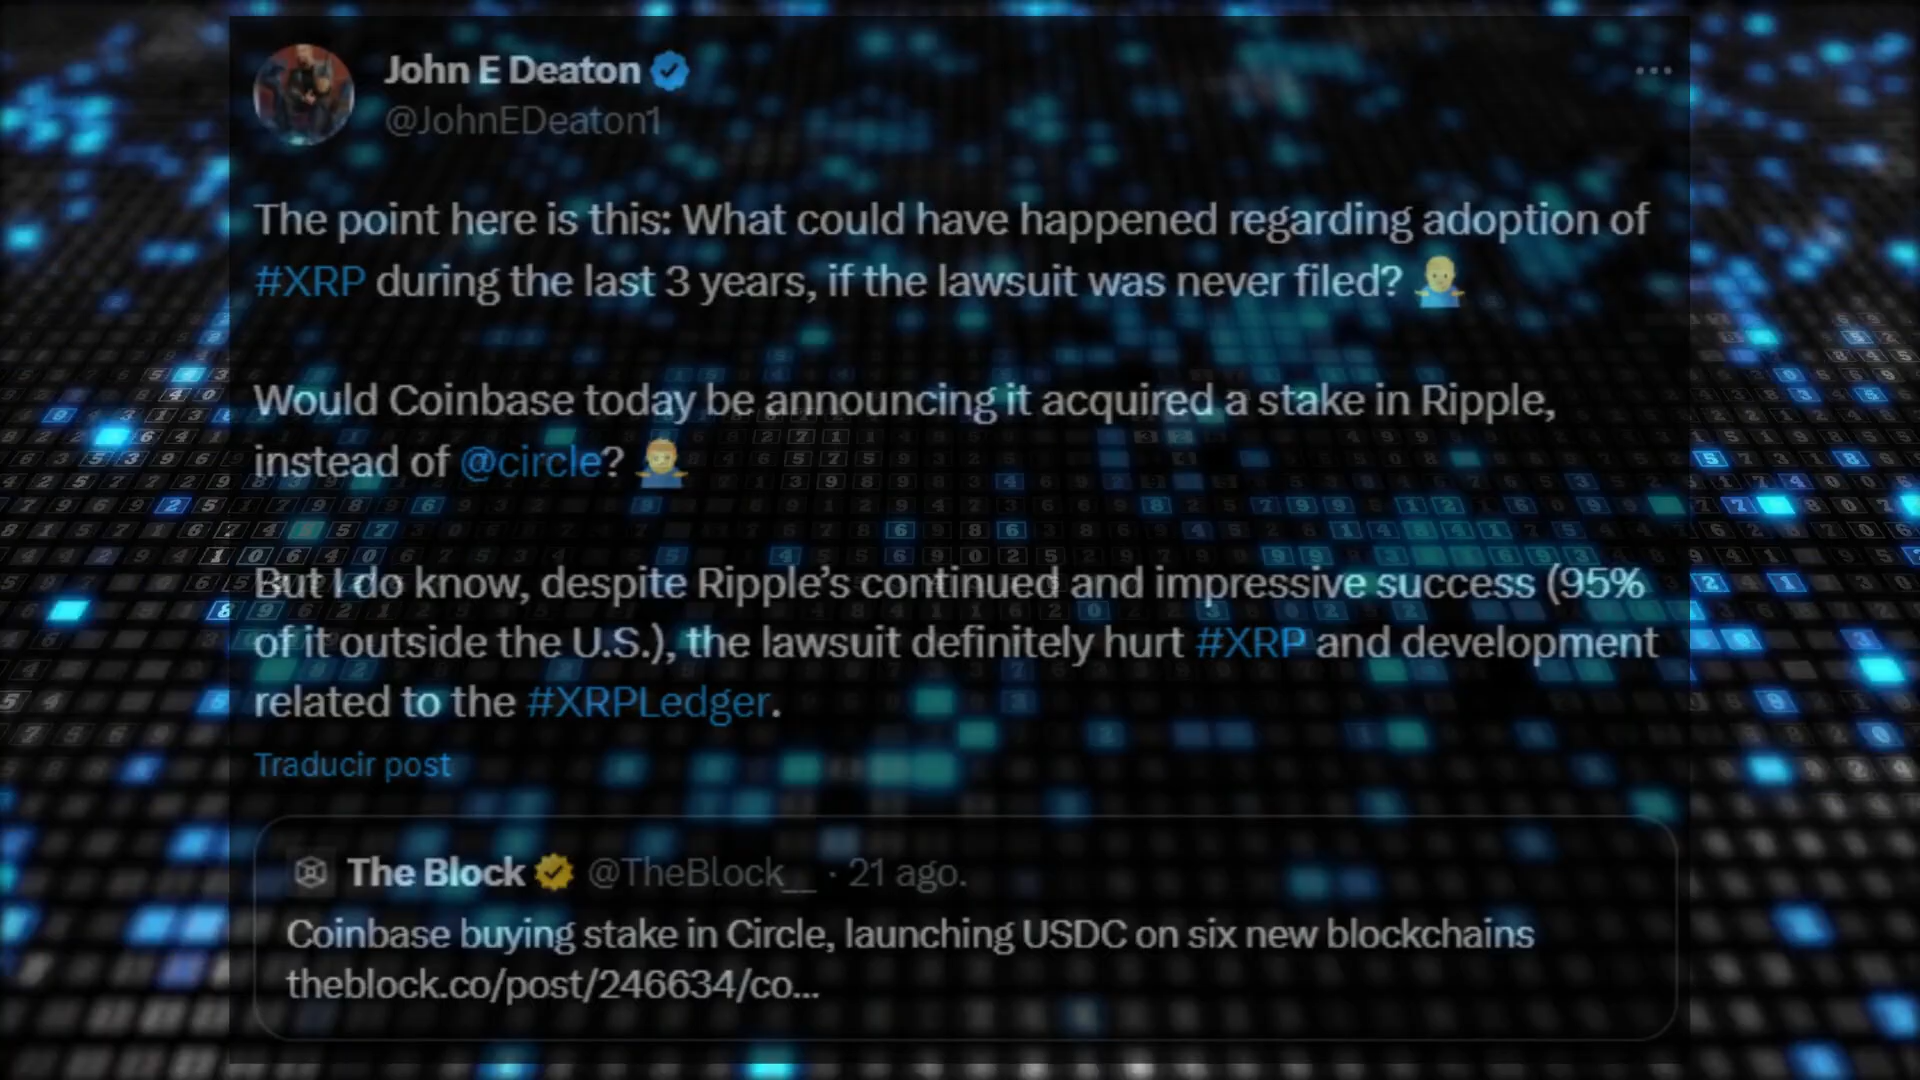 John E Deaton
@JohnEDeaton1
The point here is this: What could have happened regarding adoption of
#XRP during the last 3 years, if the lawsuit was never filed? 🤷‍♂️
Would Coinbase today be announcing it acquired a stake in Ripple,
instead of @circle? 🤷‍♂️
But I do know, despite Ripple’s continued and impressive success (95%
of it outside the U.S.), the lawsuit definitely hurt #XRP and development
related to the #XRPLedger.
Traducir post
The Block @TheBlock__ · 21 ago.
Coinbase buying stake in Circle, launching USDC on six new blockchains
theblock.co/post/246634/co...